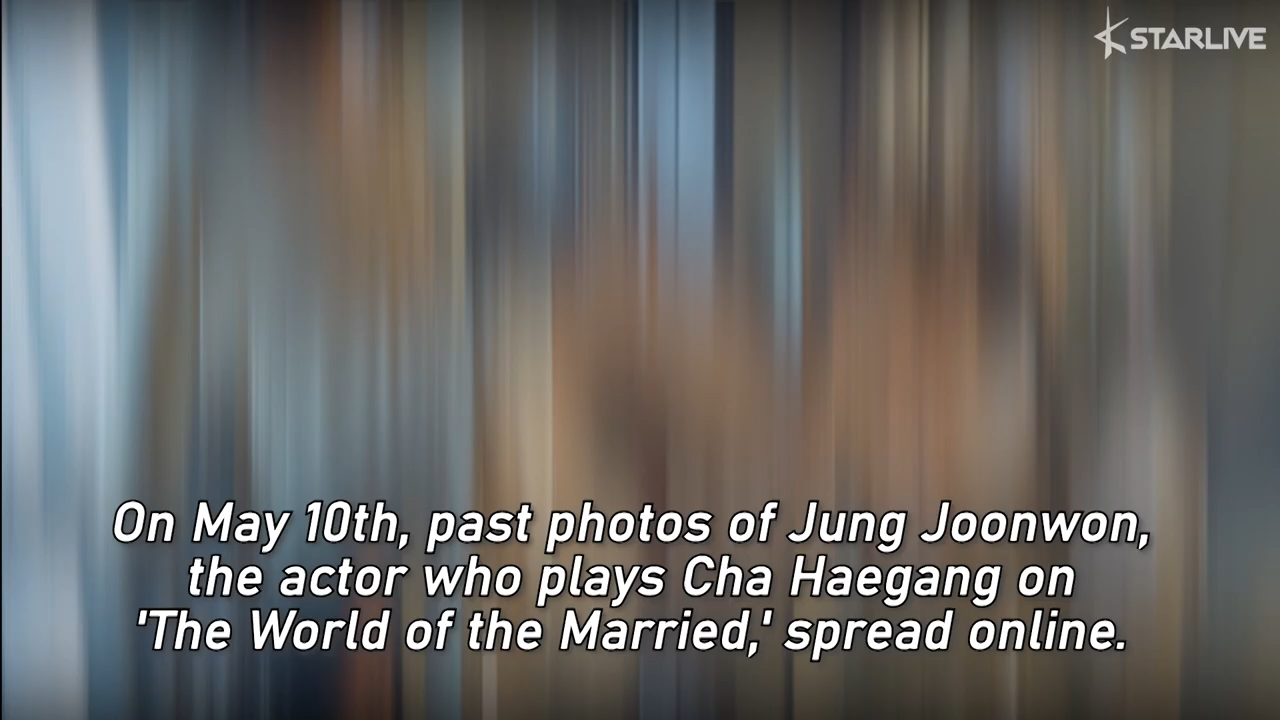 STARLIVE
On May 10th, past photos of Jung Joonwon,
the actor who plays Cha Haegang on
'The World of the Married,' spread online.